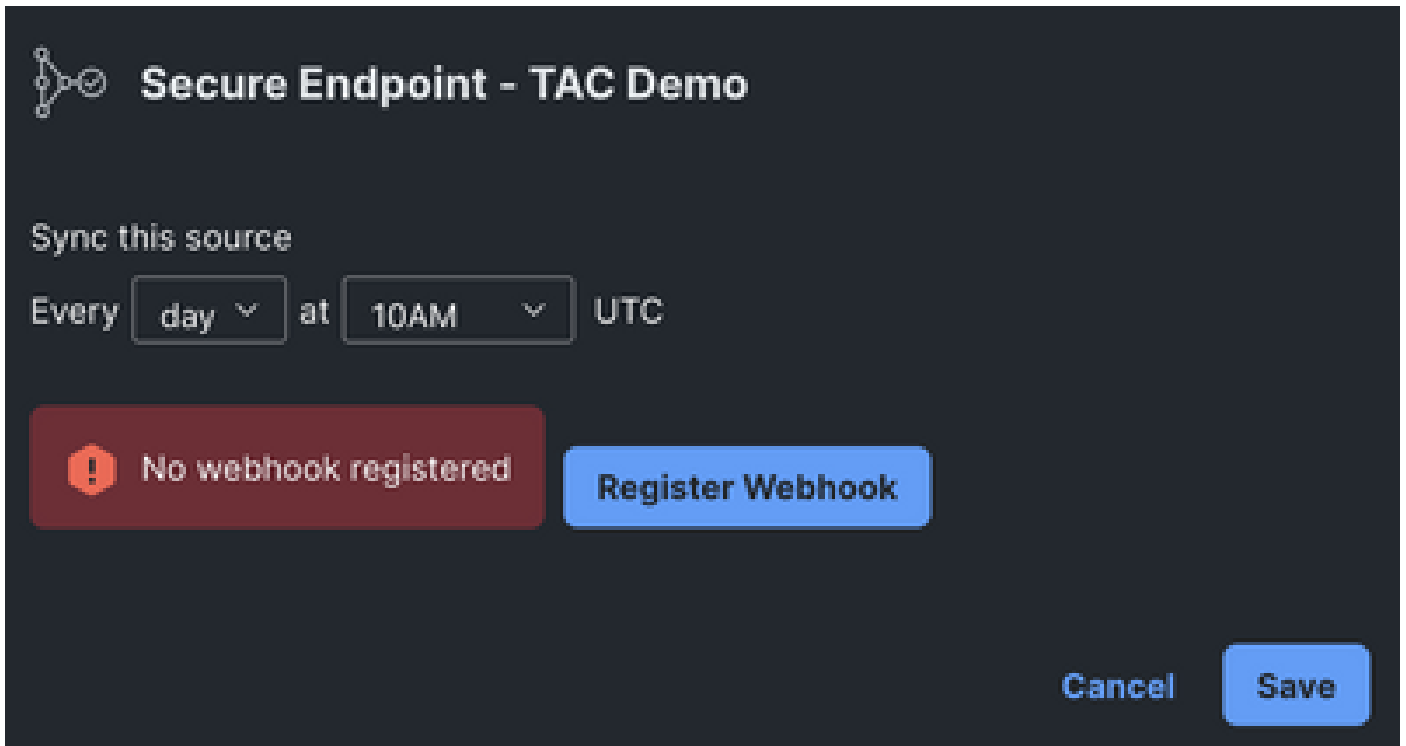 Secure Endpoint - TAC Demo
Sync this source
Every day at 10AM UTC
No webhook registered
Register Webhook
Cancel Save